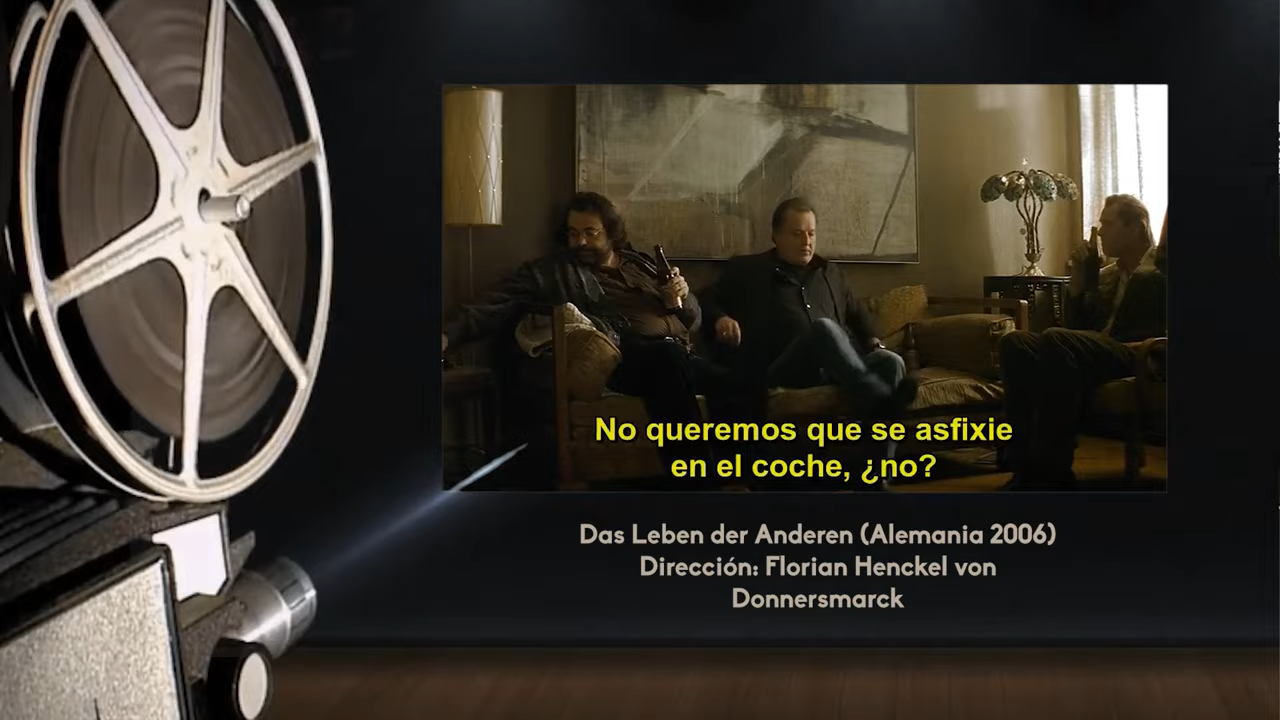 No queremos que se asfixie
en el coche, ¿no?
Das Leben der Anderen (Alemania 2006)
Dirección: Florian Henckel von
Donnersmarck